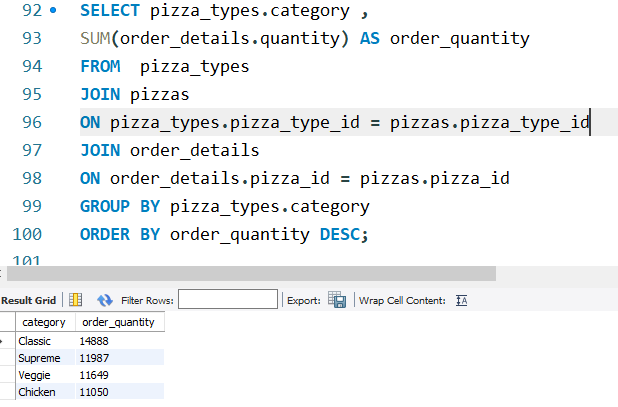 92 SELECT pizza_types.category ,
93 SUM(order_details.quantity) AS order_quantity
94 FROM  pizza_types
95 JOIN pizzas
96 ON pizza_types.pizza_type_id = pizzas.pizza_type_id
97 JOIN order_details
98 ON order_details.pizza_id = pizzas.pizza_id
99 GROUP BY pizza_types.category
100 ORDER BY order_quantity DESC;
101
Result Grid Filter Rows: Export: Wrap Cell Content: IA
category order_quantity
Classic 14888
Supreme 11987
Veggie 11649
Chicken 11050